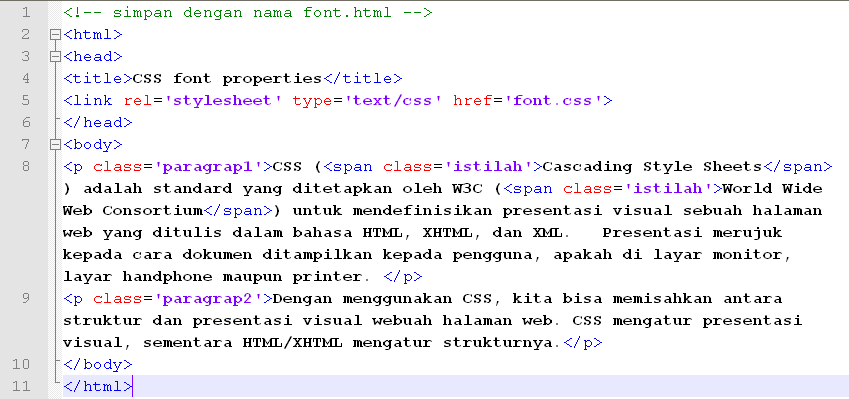 1 <!-- simpan dengan nama font.html -->
2 <html>
3 <head>
4 <title>CSS font properties</title>
5 <link rel='stylesheet' type='text/css' href='font.css'>
6 </head>
7 <body>
8 <p class='paragrap1'>CSS (<span class='istilah'>Cascading Style Sheets</span>
) adalah standard yang ditetapkan oleh W3C (<span class='istilah'>World Wide
Web Consortium</span>) untuk mendefinisikan presentasi visual sebuah halaman
web yang ditulis dalam bahasa HTML, XHTML, dan XML.   Presentasi merujuk
kepada cara dokumen ditampilkan kepada pengguna, apakah di layar monitor,
layar handphone maupun printer. </p>
9 <p class='paragrap2'>Dengan menggunakan CSS, kita bisa memisahkan antara
struktur dan presentasi visual webuah halaman web. CSS mengatur presentasi
visual, sementara HTML/XHTML mengatur strukturnya.</p>
10 </body>
11 </html>